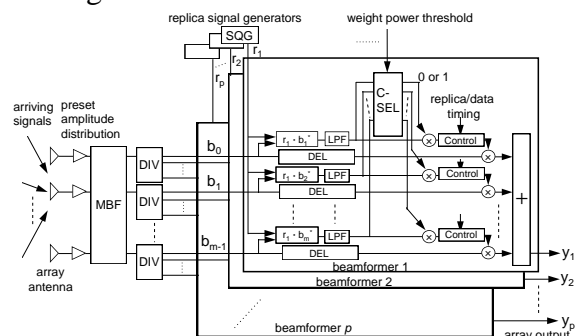 replica signal generators
weight power threshold
SQG
r1
r2
rp
0 or 1
C-
SEL
replica/data
timing
arriving
signals
preset
amplitude
distribution
b0
r1 · b1*
LPF
Control
DIV
DEL
b1
r1 · b2*
LPF
Control
MBF
DIV
DEL
+
bm-1
r1 · bm*
LPF
Control
DIV
DEL
y1
array
antenna
beamformer 1
beamformer 2
y2
beamformer p
yp
array output